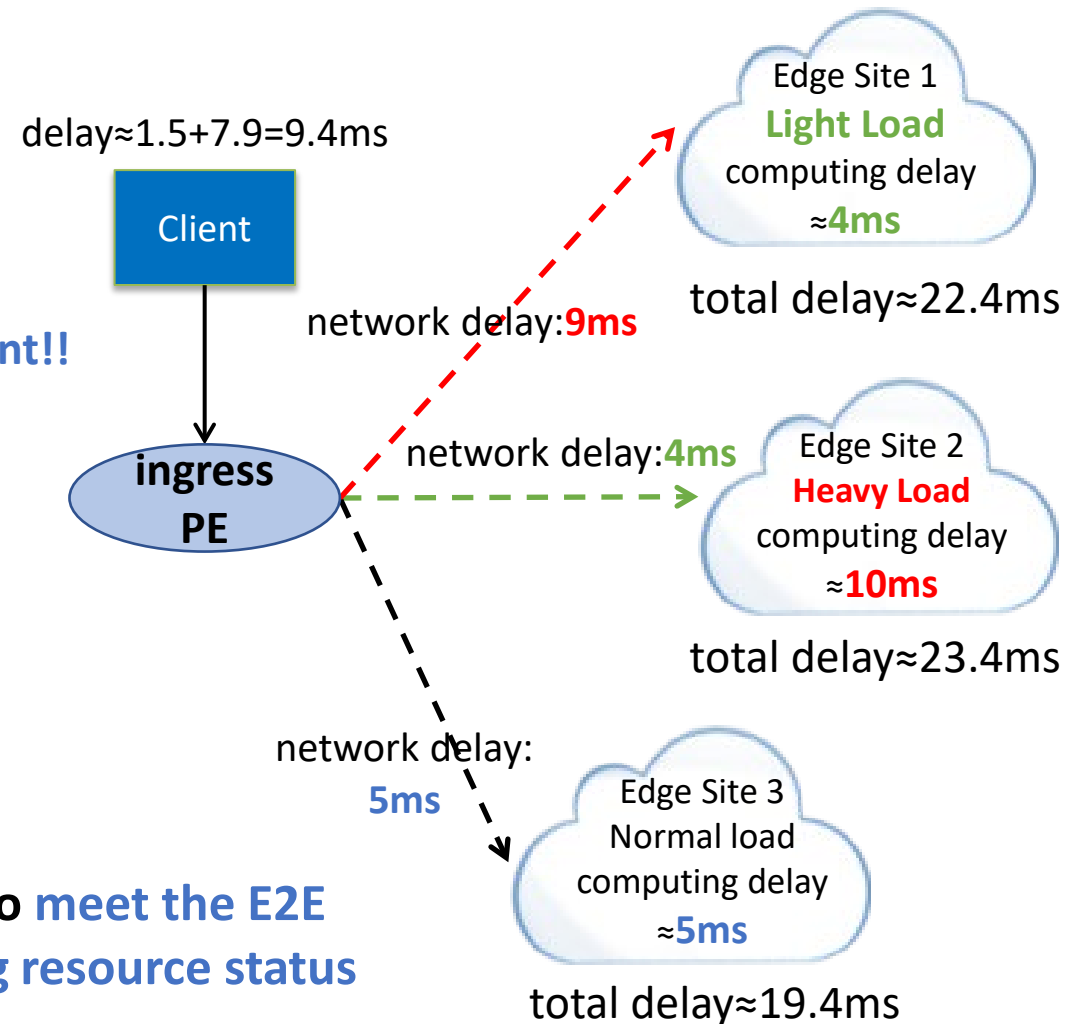 delay≈1.5+7.9=9.4ms
Client
nt!!
ingress
PE
network delay:9ms
network delay:4ms
network delay:
5ms
Edge Site 1
Light Load
computing delay
≈4ms
total delay≈22.4ms
Edge Site 2
Heavy Load
computing delay
≈10ms
total delay≈23.4ms
Edge Site 3
Normal load
computing delay
≈5ms
total delay≈19.4ms
o meet the E2E
g resource status